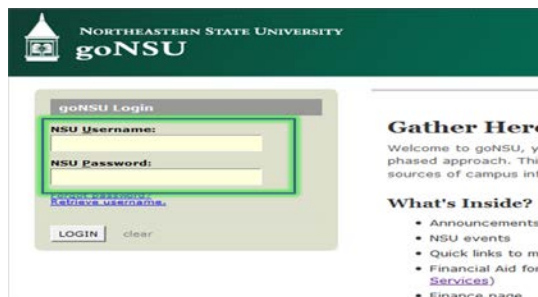 NORTHEASTERN STATE UNIVERSITY
goNSU
goNSU Login
NSU Username:
NSU Password:
Forgot password?
Retrieve username.
LOGIN clear
Gather Her
Welcome to goNSU, y
phased approach. Thi
sources of campus inf
What's Inside?
• Announcements
• NSU events
• Quick links to m
• Financial Aid for
Services)
• Finance page